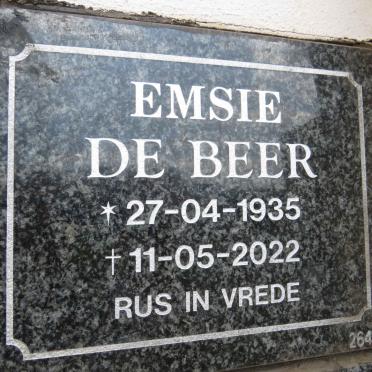 EMSIE
DE BEER
* 27-04-1935
† 11-05-2022
RUS IN VREDE
264